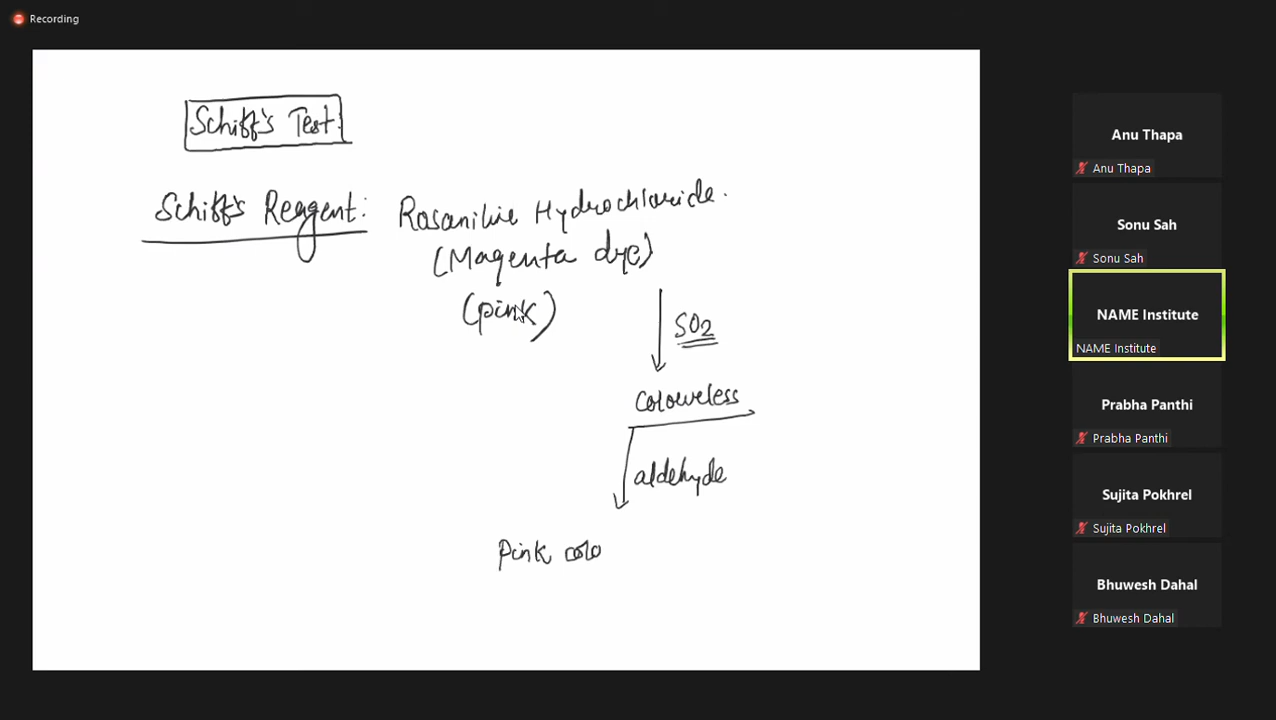 Recording
Schiff's Test:
Schiff's Reagent: Rosaniline Hydrochloride.
(Magenta dye)
(pink)
SO2
Colourless
aldehyde
Pink colo
Anu Thapa
Anu Thapa
Sonu Sah
Sonu Sah
NAME Institute
NAME Institute
Prabha Panthi
Prabha Panthi
Sujita Pokhrel
Sujita Pokhrel
Bhuwesh Dahal
Bhuwesh Dahal